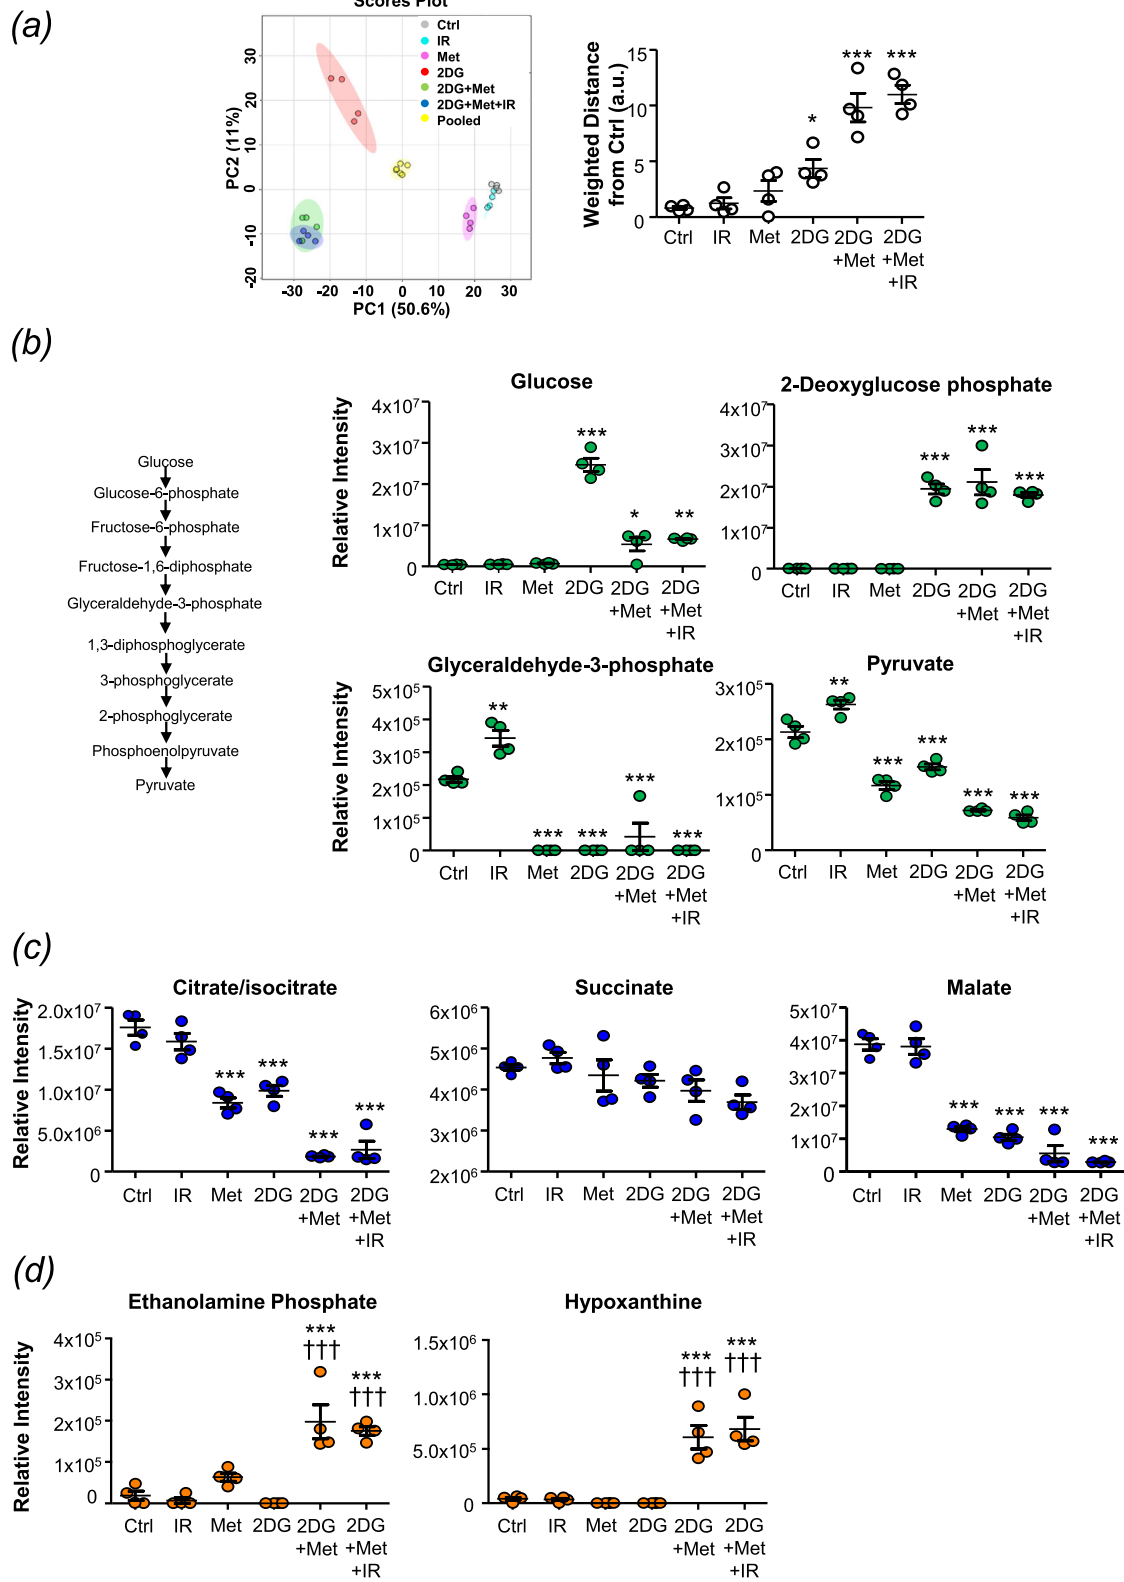 (a)
Scores Plot
Ctrl
IR
Met
2DG
2DG+Met
2DG+Met+IR
Pooled
PC2 (11%)
30
20
10
0
-10
-20
-30 -20 -10 0 10 20 30
PC1 (50.6%)
Weighted Distance
from Ctrl (a.u.)
15
10
5
0
* *** ***
Ctrl IR Met 2DG 2DG 2DG
+Met +Met
+IR
(b)
Glucose
Glucose-6-phosphate
Fructose-6-phosphate
Fructose-1,6-diphosphate
Glyceraldehyde-3-phosphate
1,3-diphosphoglycerate
3-phosphoglycerate
2-phosphoglycerate
Phosphoenolpyruvate
Pyruvate
Glucose
Relative Intensity
4x10⁷
3x10⁷
2x10⁷
1x10⁷
0
*** * **
Ctrl IR Met 2DG 2DG 2DG
+Met +Met
+IR
2-Deoxyglucose phosphate
4x10⁷
3x10⁷
2x10⁷
1x10⁷
0
*** *** ***
Ctrl IR Met 2DG 2DG 2DG
+Met +Met
+IR
Glyceraldehyde-3-phosphate
Relative Intensity
5x10⁵
4x10⁵
3x10⁵
2x10⁵
1x10⁵
0
** *** *** *** ***
Ctrl IR Met 2DG 2DG 2DG
+Met +Met
+IR
Pyruvate
3x10⁵
2x10⁵
1x10⁵
0
** *** *** *** ***
Ctrl IR Met 2DG 2DG 2DG
+Met +Met
+IR
(c)
Citrate/isocitrate
Relative Intensity
2.0x10⁷
1.5x10⁷
1.0x10⁷
5.0x10⁶
0
*** *** *** ***
Ctrl IR Met 2DG 2DG 2DG
+Met +Met
+IR
Succinate
6x10⁶
5x10⁶
4x10⁶
3x10⁶
2x10⁶
Ctrl IR Met 2DG 2DG 2DG
+Met +Met
+IR
Malate
5x10⁷
4x10⁷
3x10⁷
2x10⁷
1x10⁷
0
*** *** *** ***
Ctrl IR Met 2DG 2DG 2DG
+Met +Met
+IR
(d)
Ethanolamine Phosphate
Relative Intensity
4x10⁵
3x10⁵
2x10⁵
1x10⁵
0
*** ***
††† †††
Ctrl IR Met 2DG 2DG 2DG
+Met +Met
+IR
Hypoxanthine
1.5x10⁶
1.0x10⁶
5.0x10⁵
0
*** ***
††† †††
Ctrl IR Met 2DG 2DG 2DG
+Met +Met
+IR